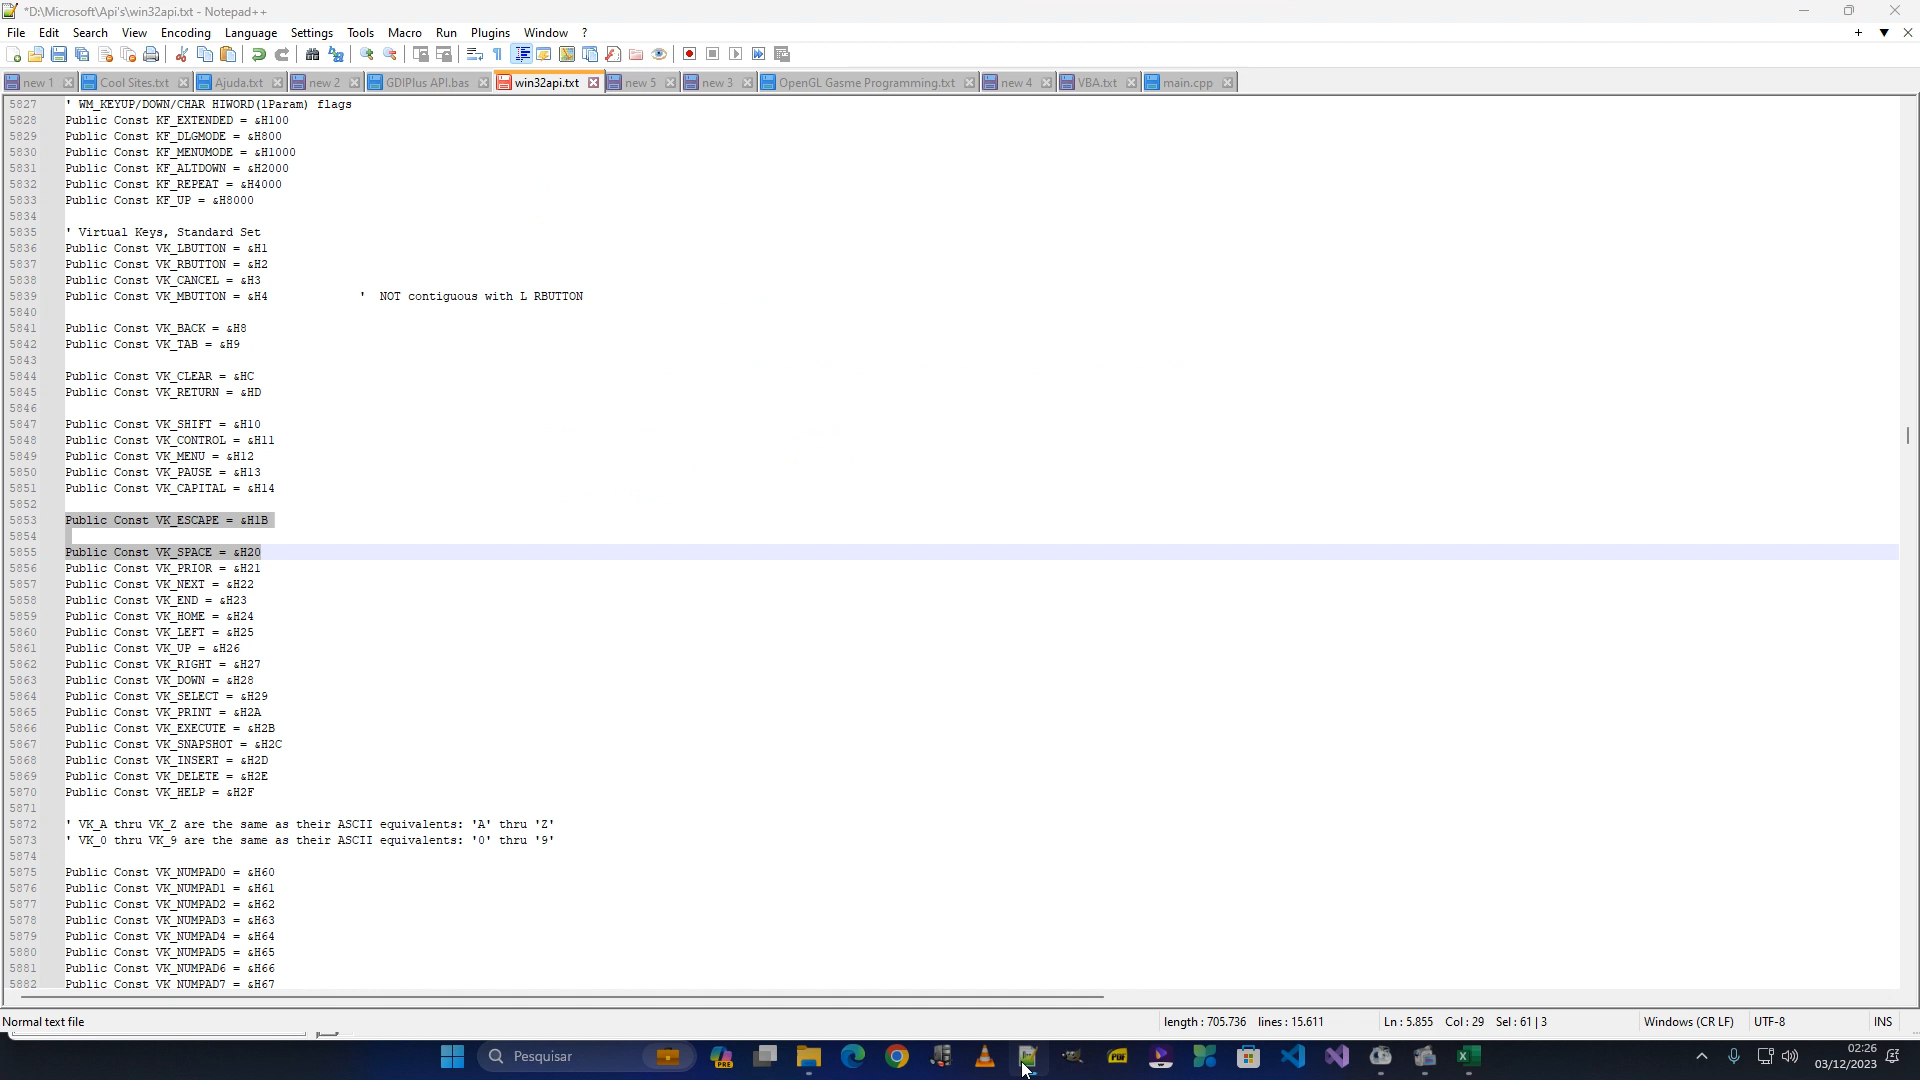 *D:\Microsoft\Api's\win32api.txt - Notepad++
File Edit Search View Encoding Language Settings Tools Macro Run Plugins Window ?
new 1 Cool Sites.txt Ajuda.txt new 2 GDIPlus API.bas win32api.txt new 5 new 3 OpenGL Gasme Programming.txt new 4 VBA.txt main.cpp
5827 ' WM_KEYUP/DOWN/CHAR HIWORD(lParam) flags
5828 Public Const KF_EXTENDED = &H100
5829 Public Const KF_DLGMODE = &H800
5830 Public Const KF_MENUMODE = &H1000
5831 Public Const KF_ALTDOWN = &H2000
5832 Public Const KF_REPEAT = &H4000
5833 Public Const KF_UP = &H8000
5834
5835 ' Virtual Keys, Standard Set
5836 Public Const VK_LBUTTON = &H1
5837 Public Const VK_RBUTTON = &H2
5838 Public Const VK_CANCEL = &H3
5839 Public Const VK_MBUTTON = &H4 ' NOT contiguous with L RBUTTON
5840
5841 Public Const VK_BACK = &H8
5842 Public Const VK_TAB = &H9
5843
5844 Public Const VK_CLEAR = &HC
5845 Public Const VK_RETURN = &HD
5846
5847 Public Const VK_SHIFT = &H10
5848 Public Const VK_CONTROL = &H11
5849 Public Const VK_MENU = &H12
5850 Public Const VK_PAUSE = &H13
5851 Public Const VK_CAPITAL = &H14
5852
5853 Public Const VK_ESCAPE = &H1B
5854
5855 Public Const VK_SPACE = &H20
5856 Public Const VK_PRIOR = &H21
5857 Public Const VK_NEXT = &H22
5858 Public Const VK_END = &H23
5859 Public Const VK_HOME = &H24
5860 Public Const VK_LEFT = &H25
5861 Public Const VK_UP = &H26
5862 Public Const VK_RIGHT = &H27
5863 Public Const VK_DOWN = &H28
5864 Public Const VK_SELECT = &H29
5865 Public Const VK_PRINT = &H2A
5866 Public Const VK_EXECUTE = &H2B
5867 Public Const VK_SNAPSHOT = &H2C
5868 Public Const VK_INSERT = &H2D
5869 Public Const VK_DELETE = &H2E
5870 Public Const VK_HELP = &H2F
5871
5872 ' VK_A thru VK_Z are the same as their ASCII equivalents: 'A' thru 'Z'
5873 ' VK_0 thru VK_9 are the same as their ASCII equivalents: '0' thru '9'
5874
5875 Public Const VK_NUMPAD0 = &H60
5876 Public Const VK_NUMPAD1 = &H61
5877 Public Const VK_NUMPAD2 = &H62
5878 Public Const VK_NUMPAD3 = &H63
5879 Public Const VK_NUMPAD4 = &H64
5880 Public Const VK_NUMPAD5 = &H65
5881 Public Const VK_NUMPAD6 = &H66
5882 Public Const VK_NUMPAD7 = &H67
Normal text file length : 705.736 lines : 15.611 Ln : 5.855 Col : 29 Sel : 61 | 3 Windows (CR LF) UTF-8 INS
Pesquisar PRE PDF 02:26
03/12/2023